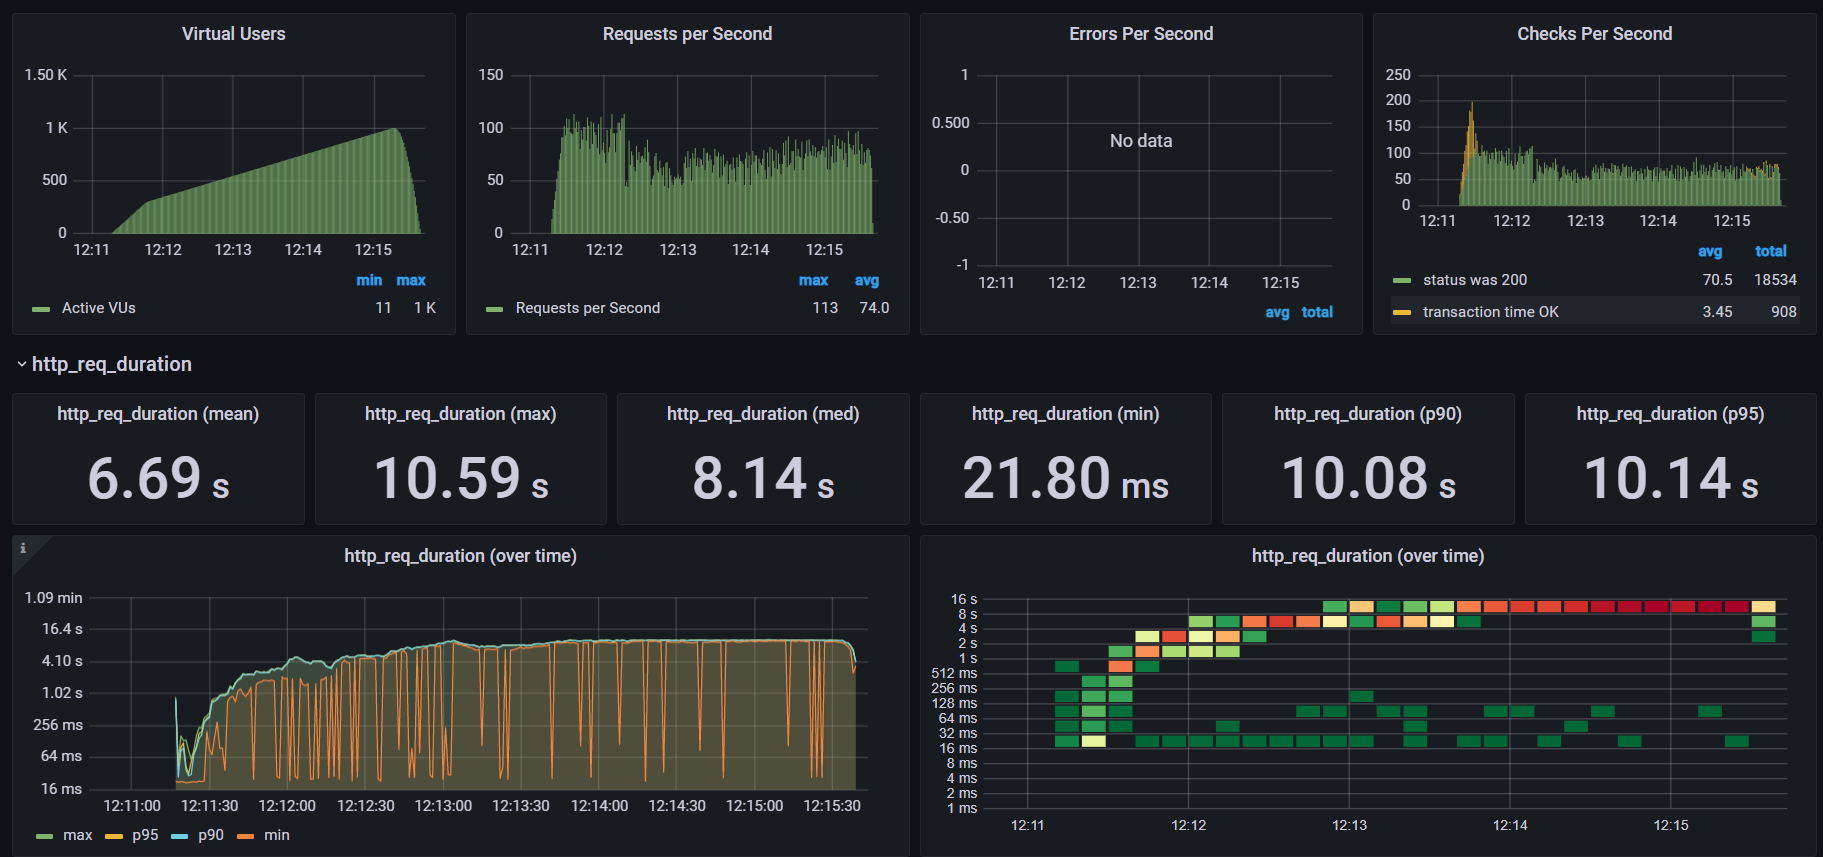 Virtual Users
1.50 K
1 K
500
0
12:11 12:12 12:13 12:14 12:15
min max
Active VUs 11 1 K
Requests per Second
150
100
50
0
12:11 12:12 12:13 12:14 12:15
max avg
Requests per Second 113 74.0
Errors Per Second
1
0.500
0
-0.50
-1
No data
12:11 12:12 12:13 12:14 12:15
avg total
Checks Per Second
250
200
150
100
50
0
12:11 12:12 12:13 12:14 12:15
avg total
status was 200 70.5 18534
transaction time OK 3.45 908
http_req_duration
http_req_duration (mean)
6.69 s
http_req_duration (max)
10.59 s
http_req_duration (med)
8.14 s
http_req_duration (min)
21.80 ms
http_req_duration (p90)
10.08 s
http_req_duration (p95)
10.14 s
i
http_req_duration (over time)
1.09 min
16.4 s
4.10 s
1.02 s
256 ms
64 ms
16 ms
12:11:00 12:11:30 12:12:00 12:12:30 12:13:00 12:13:30 12:14:00 12:14:30 12:15:00 12:15:30
max p95 p90 min
http_req_duration (over time)
16 s
8 s
4 s
2 s
1 s
512 ms
256 ms
128 ms
64 ms
32 ms
16 ms
8 ms
4 ms
2 ms
1 ms
12:11 12:12 12:13 12:14 12:15